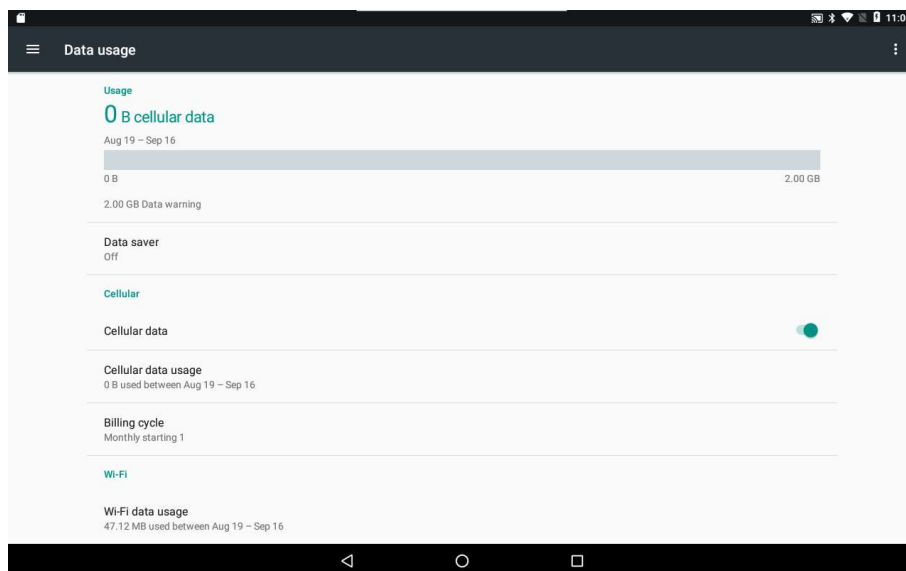 11:0
Data usage
Usage
0 B cellular data
Aug 19 – Sep 16
0 B 2.00 GB
2.00 GB Data warning
Data saver
Off
Cellular
Cellular data
Cellular data usage
0 B used between Aug 19 – Sep 16
Billing cycle
Monthly starting 1
Wi-Fi
Wi-Fi data usage
47.12 MB used between Aug 19 – Sep 16